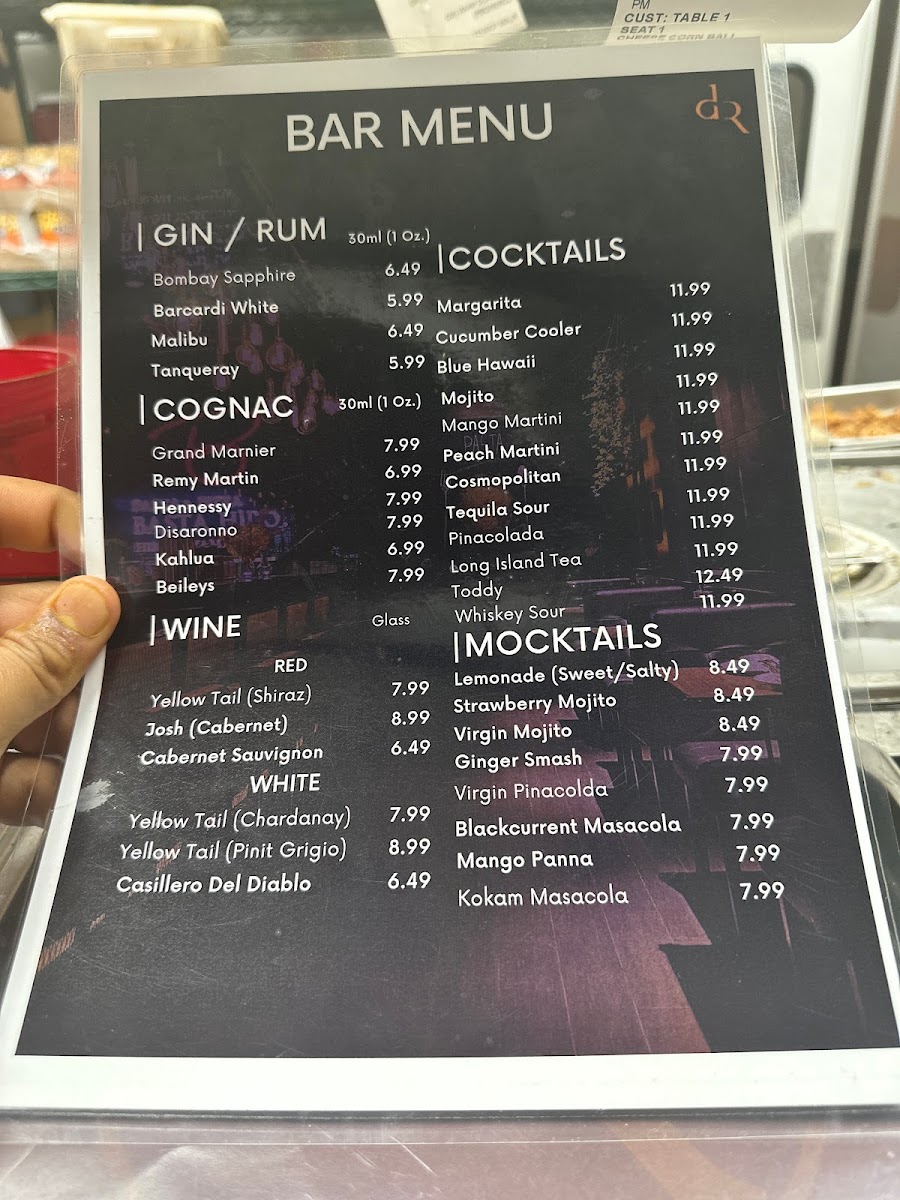 PM
CUST: TABLE 1
SEAT 1
CHEESE CORN BALL
BAR MENU
dR
GIN / RUM 30ml (1 Oz.)
Bombay Sapphire 6.49
Barcardi White 5.99
Malibu 6.49
Tanqueray 5.99
COGNAC 30ml (1 Oz.)
Grand Marnier 7.99
Remy Martin 6.99
Hennessy 7.99
Disaronno 7.99
Kahlua 6.99
Beileys 7.99
WINE Glass
RED
Yellow Tail (Shiraz) 7.99
Josh (Cabernet) 8.99
Cabernet Sauvignon 6.49
WHITE
Yellow Tail (Chardanay) 7.99
Yellow Tail (Pinit Grigio) 8.99
Casillero Del Diablo 6.49
COCKTAILS
Margarita 11.99
Cucumber Cooler 11.99
Blue Hawaii 11.99
Mojito 11.99
Mango Martini 11.99
Peach Martini 11.99
Cosmopolitan 11.99
Tequila Sour 11.99
Pinacolada 11.99
Long Island Tea 11.99
Toddy 12.49
Whiskey Sour 11.99
MOCKTAILS
Lemonade (Sweet/Salty) 8.49
Strawberry Mojito 8.49
Virgin Mojito 8.49
Ginger Smash 7.99
Virgin Pinacolda 7.99
Blackcurrent Masacola 7.99
Mango Panna 7.99
Kokam Masacola 7.99